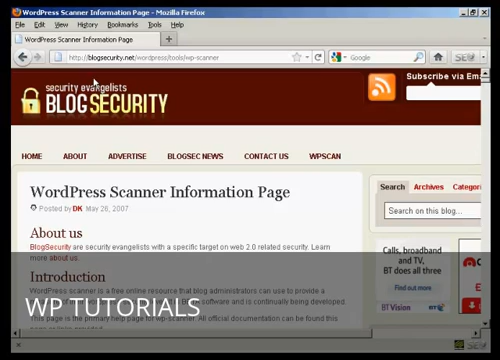 WordPress Scanner Information Page - Mozilla Firefox
File Edit View History Bookmarks Tools Help
WordPress Scanner Information Page
http://blogsecurity.net/wordpress/tools/wp-scanner
Google
security evangelists
BLOGSECURITY
Subscribe via Ema
HOME ABOUT ADVERTISE BLOGSEC NEWS CONTACT US WPSCAN
WordPress Scanner Information Page
Posted by DK May 26, 2007
Search Archives Categori
Search on this blog...
About us
BlogSecurity are security evangelists with a specific target on web 2.0 related security. Learn
more about us.
Introduction
WordPress scanner is a free online resource that blog administrators can use to provide a
software and is continually being developed
This page is the primary help page for wp-scanner. All official documentation can be found this
Calls, broadband
and TV,
BT does all three
Find out more
BT Vision BT
WP TUTORIALS